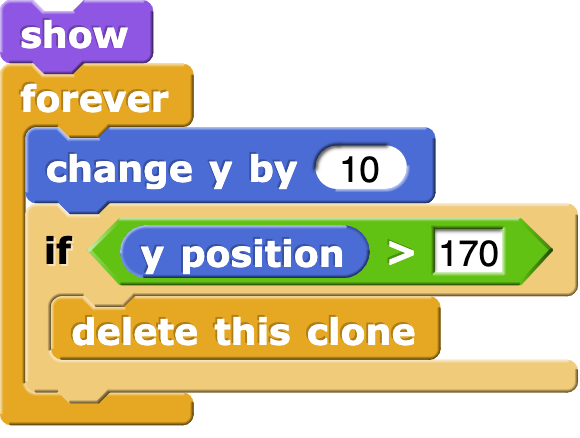 show
forever
change y by 10
if y position > 170
delete this clone